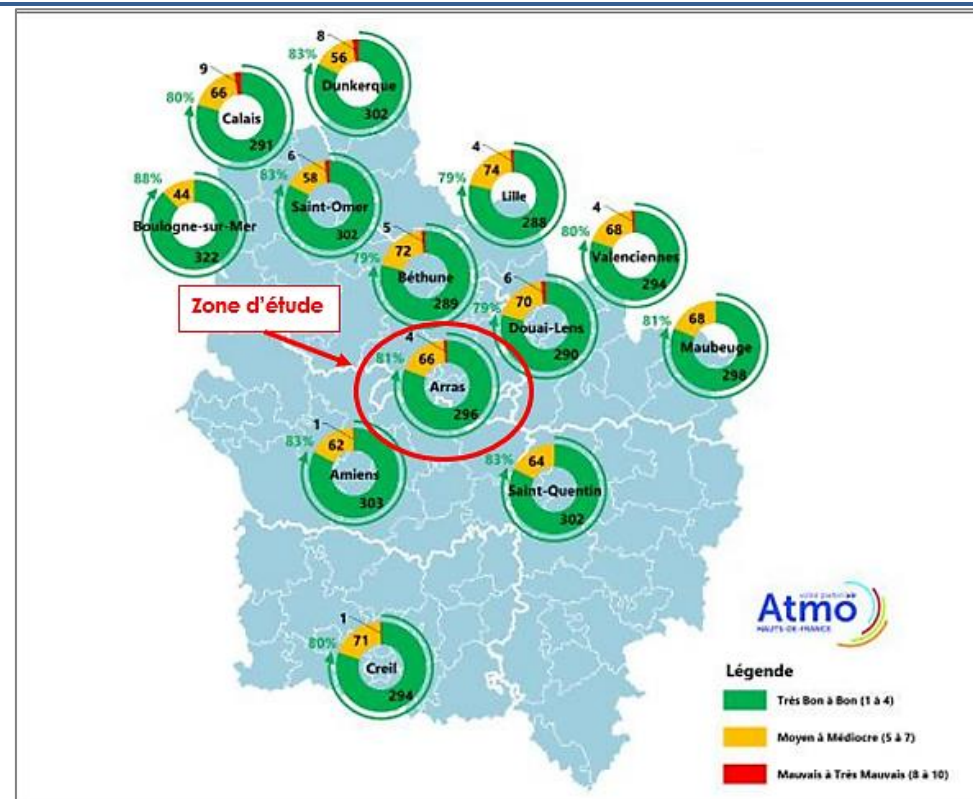 8
83%
56
Dunkerque
302
9
80%
66
Calais
291
6
83%
58
Saint-Omer
302
4
79%
74
Lille
288
88%
44
Boulogne-sur-Mer
322
5
79%
72
Béthune
289
4
80%
68
Valenciennes
294
6
79%
70
Douai-Lens
290
81%
68
Maubeuge
298
Zone d'étude
4
81%
66
Arras
296
1
83%
62
Amiens
303
83%
64
Saint-Quentin
302
1
80%
71
Creil
294
Atmo
HAUTS-DE-FRANCE
Légende
Très Bon à Bon (1 à 4)
Moyen à Médiocre (5 à 7)
Mauvais à Très Mauvais (8 à 10)